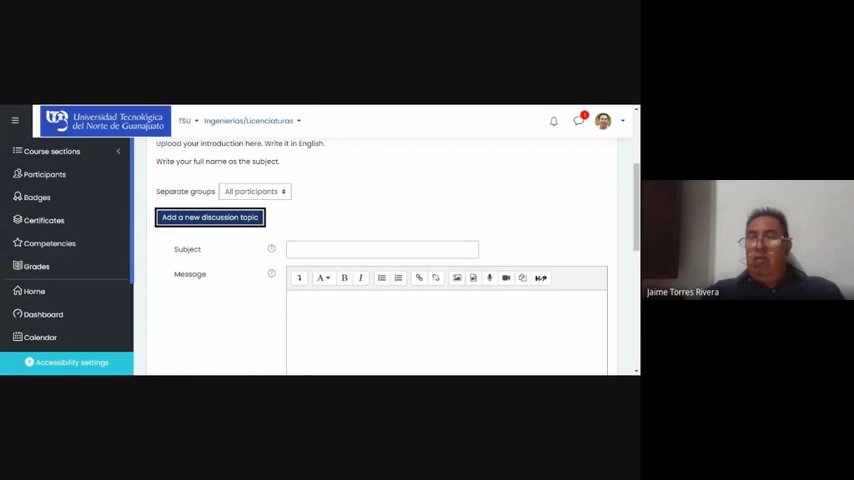 Universidad Tecnológica
del Norte de Guanajuato
TSU
Ingenierías/Licenciaturas
1
Course sections
Participants
Badges
Certificates
Competencies
Grades
Home
Dashboard
Calendar
Accessibility settings
Upload your introduction here. Write it in English.
Write your full name as the subject.
Separate groups
All participants
Add a new discussion topic
Subject
Message
A
B
I
H-P
Jaime Torres Rivera